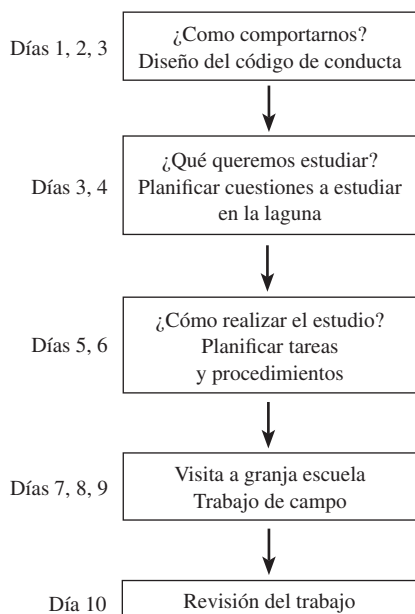 Días 1, 2, 3
¿Como comportarnos?
Diseño del código de conducta
Días 3, 4
¿Qué queremos estudiar?
Planificar cuestiones a estudiar
en la laguna
Días 5, 6
¿Cómo realizar el estudio?
Planificar tareas
y procedimientos
Días 7, 8, 9
Visita a granja escuela
Trabajo de campo
Día 10
Revisión del trabajo